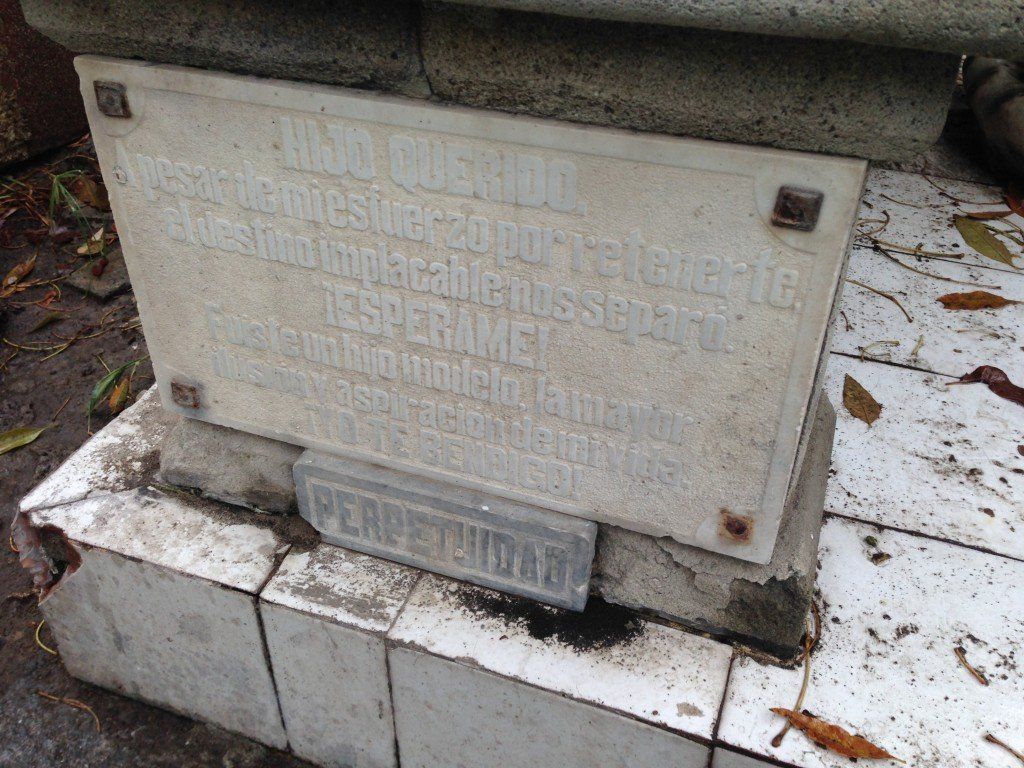 HIJO QUERIDO.
A pesar de mi esfuerzo por retenerte,
el destino implacable nos separó.
¡ESPERAME!
Fuiste un hijo modelo, la mayor
ilusión y aspiración de mi vida.
¡YO TE BENDIGO!
PERPETUIDAD